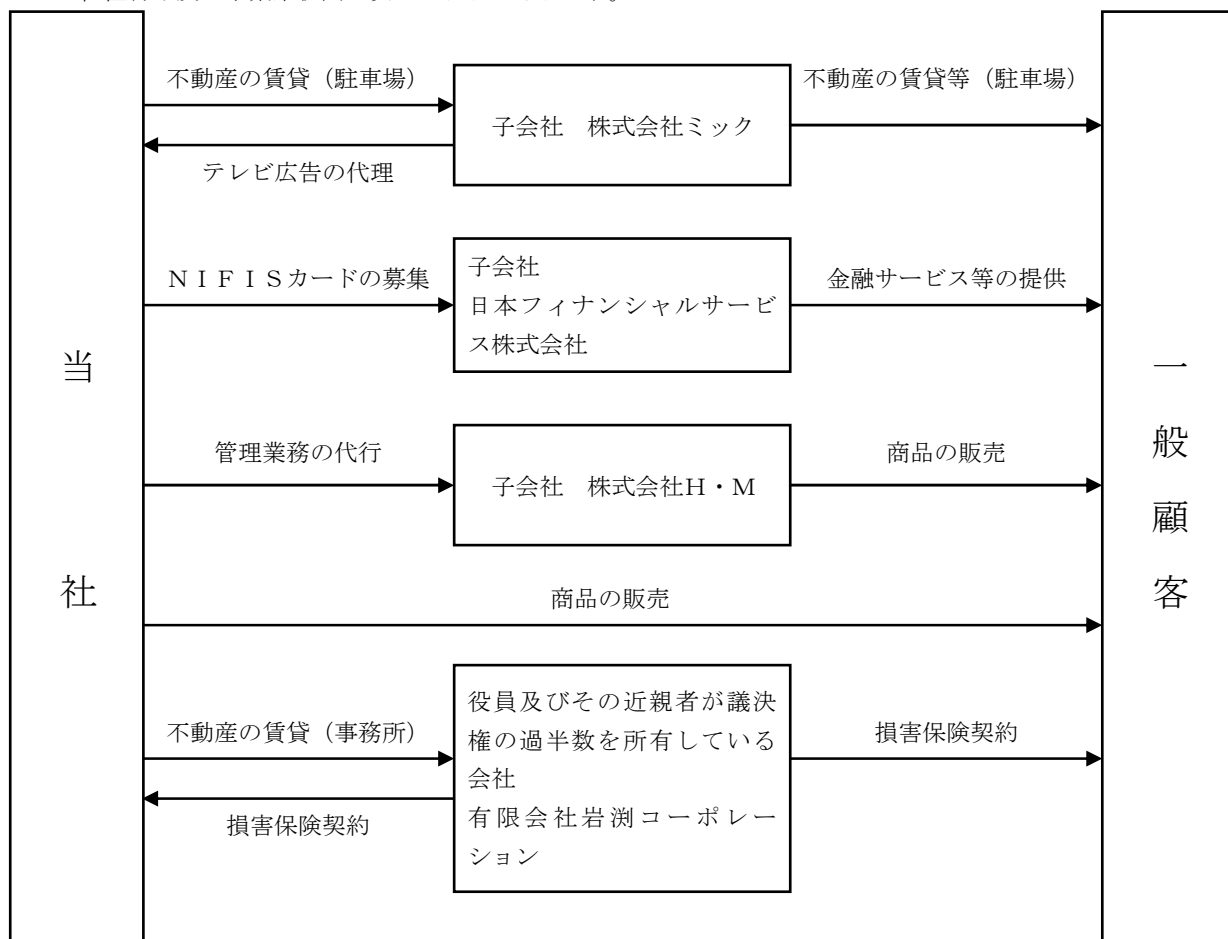 不動産の賃貸（駐車場）
不動産の賃貸等（駐車場）
子会社　株式会社ミック
テレビ広告の代理
ＮＩＦＩＳカードの募集
子会社
日本フィナンシャルサービ
ス株式会社
金融サービス等の提供
当
社
一
般
顧
客
管理業務の代行
子会社　株式会社Ｈ・Ｍ
商品の販売
商品の販売
不動産の賃貸（事務所）
役員及びその近親者が議決
権の過半数を所有している
会社
有限会社岩渕コーポレー
ション
損害保険契約
損害保険契約